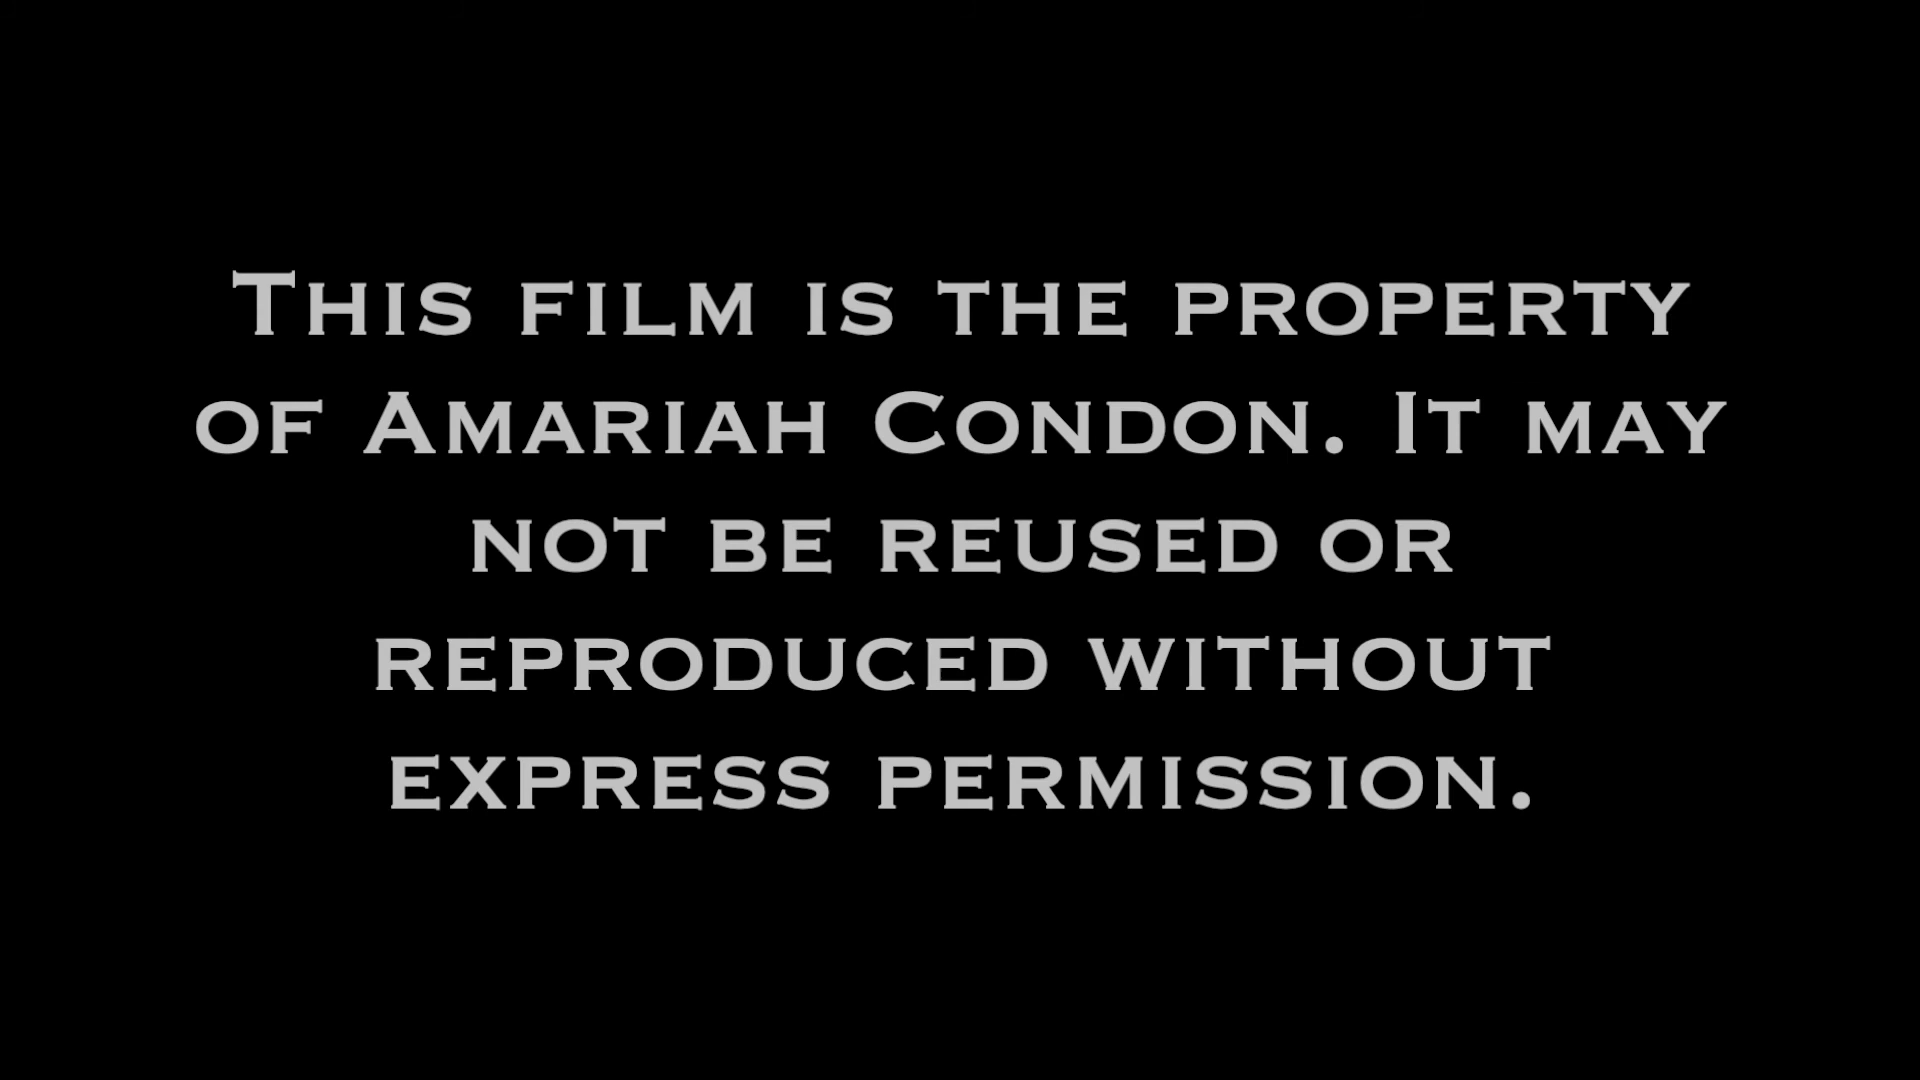 This film is the property
of Amariah Condon. It may
not be reused or
reproduced without
express permission.